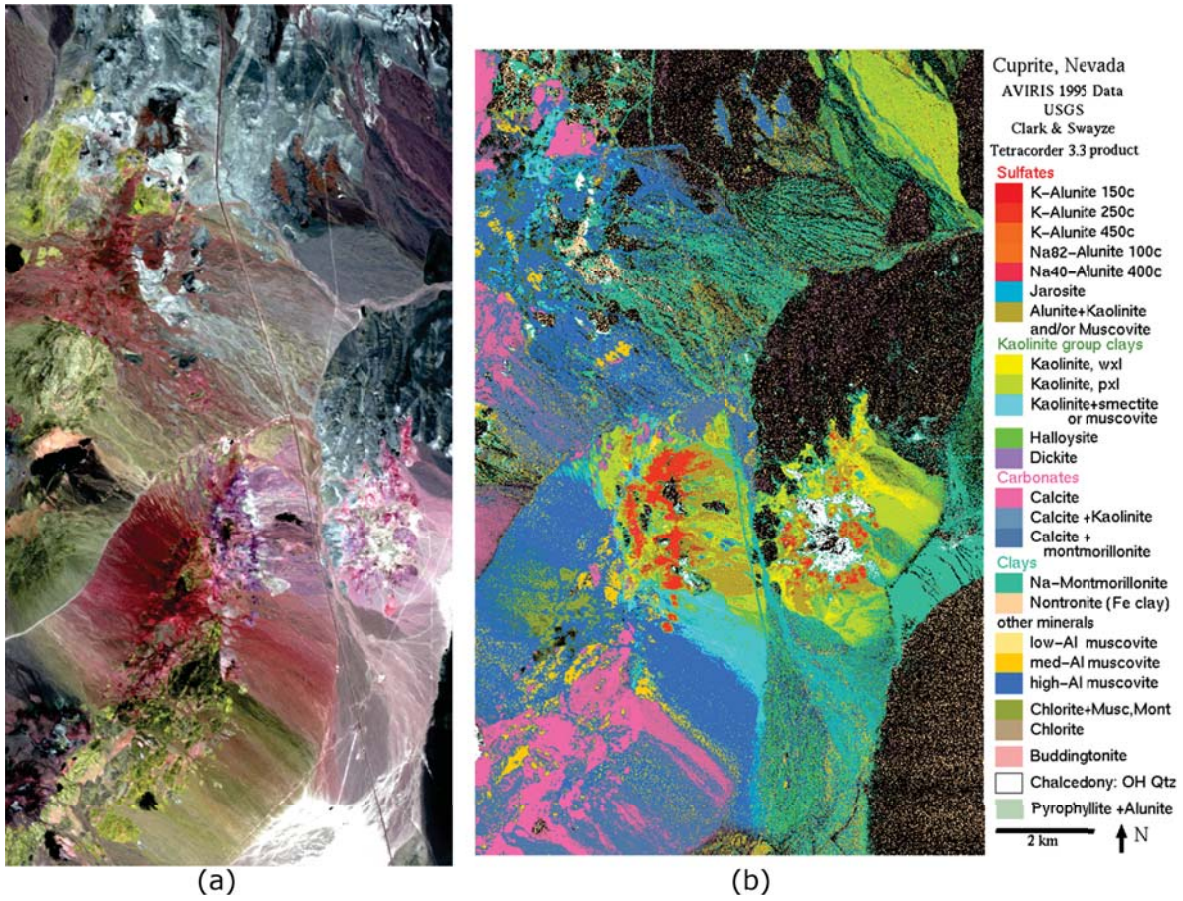 Cuprite, Nevada
AVIRIS 1995 Data
USGS
Clark & Swayze
Tetracorder 3.3 product
Sulfates
K-Alunite 150c
K-Alunite 250c
K-Alunite 450c
Na82-Alunite 100c
Na40-Alunite 400c
Jarosite
Alunite+Kaolinite
and/or Muscovite
Kaolinite group clays
Kaolinite, wxl
Kaolinite, pxl
Kaolinite+smectite
or muscovite
Halloysite
Dickite
Carbonates
Calcite
Calcite +Kaolinite
Calcite +
montmorillonite
Clays
Na-Montmorillonite
Nontronite (Fe clay)
other minerals
low-Al muscovite
med-Al muscovite
high-Al muscovite
Chlorite+Musc,Mont
Chlorite
Buddingtonite
Chalcedony: OH Qtz
Pyrophyllite +Alunite
2 km
N
(a)
(b)